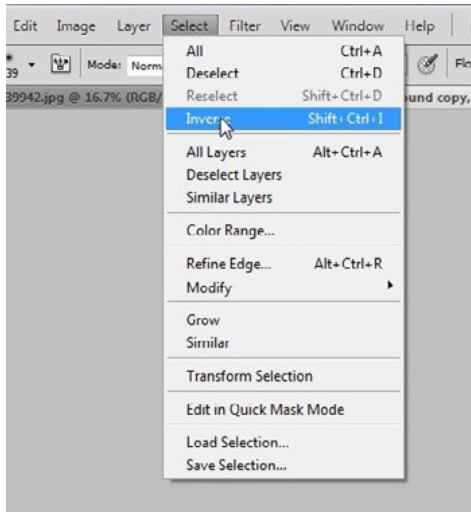 Edit Image Layer Select Filter View Window Help
39 Mode: Norm Flo
39942.jpg @ 16.7% (RGB/ und copy,
All Ctrl+A
Deselect Ctrl+D
Reselect Shift+Ctrl+D
Inverse Shift+Ctrl+I
All Layers Alt+Ctrl+A
Deselect Layers
Similar Layers
Color Range...
Refine Edge... Alt+Ctrl+R
Modify
Grow
Similar
Transform Selection
Edit in Quick Mask Mode
Load Selection...
Save Selection...